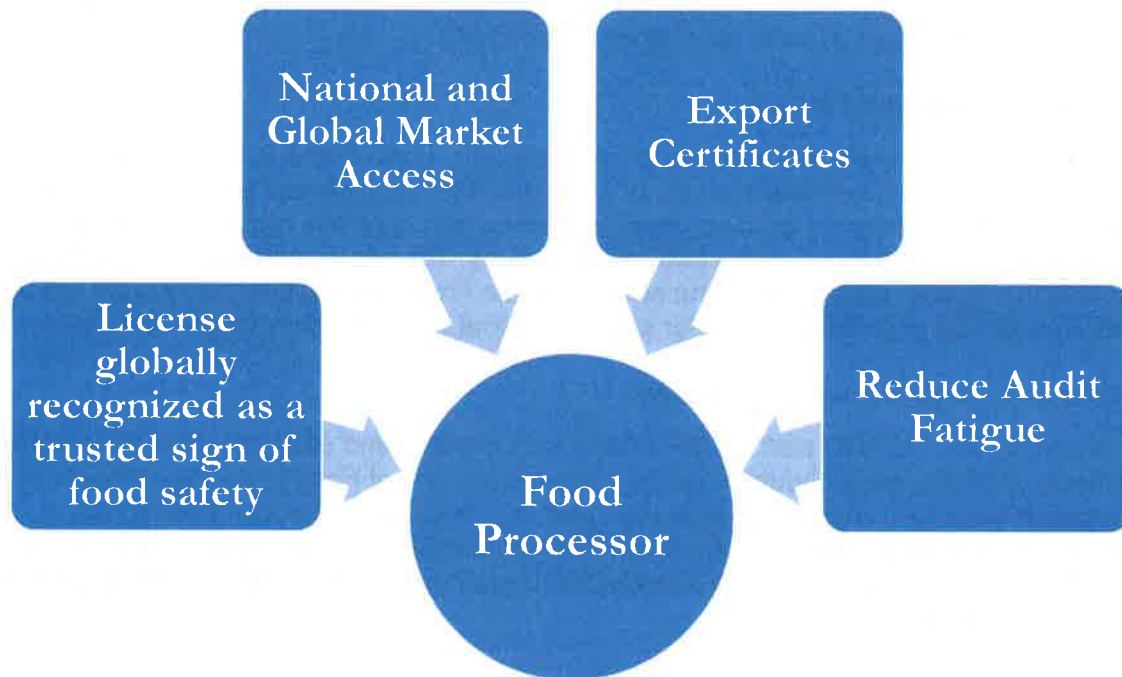 National and
Global Market
Access
Export
Certificates
License
globally
recognized as a
trusted sign of
food safety
Reduce Audit
Fatigue
Food
Processor